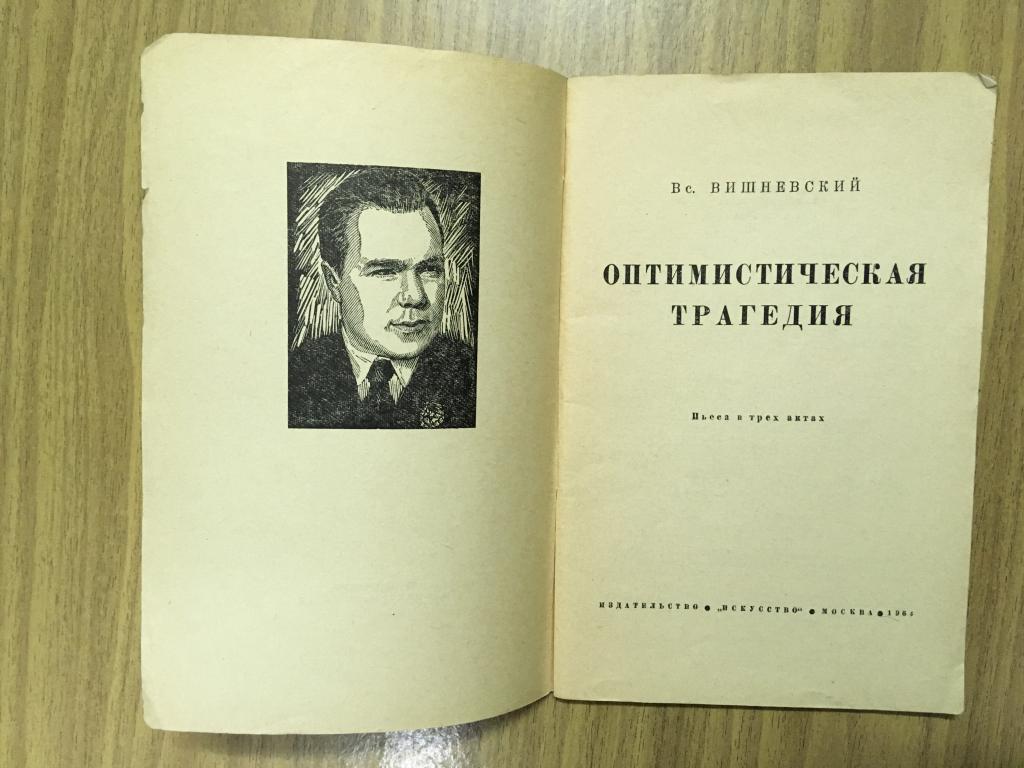 Вс. ВИШНЕВСКИЙ
ОПТИМИСТИЧЕСКАЯ
ТРАГЕДИЯ
Пьеса в трех актах
ИЗДАТЕЛЬСТВО ● „ИСКУССТВО“ ● МОСКВА ●